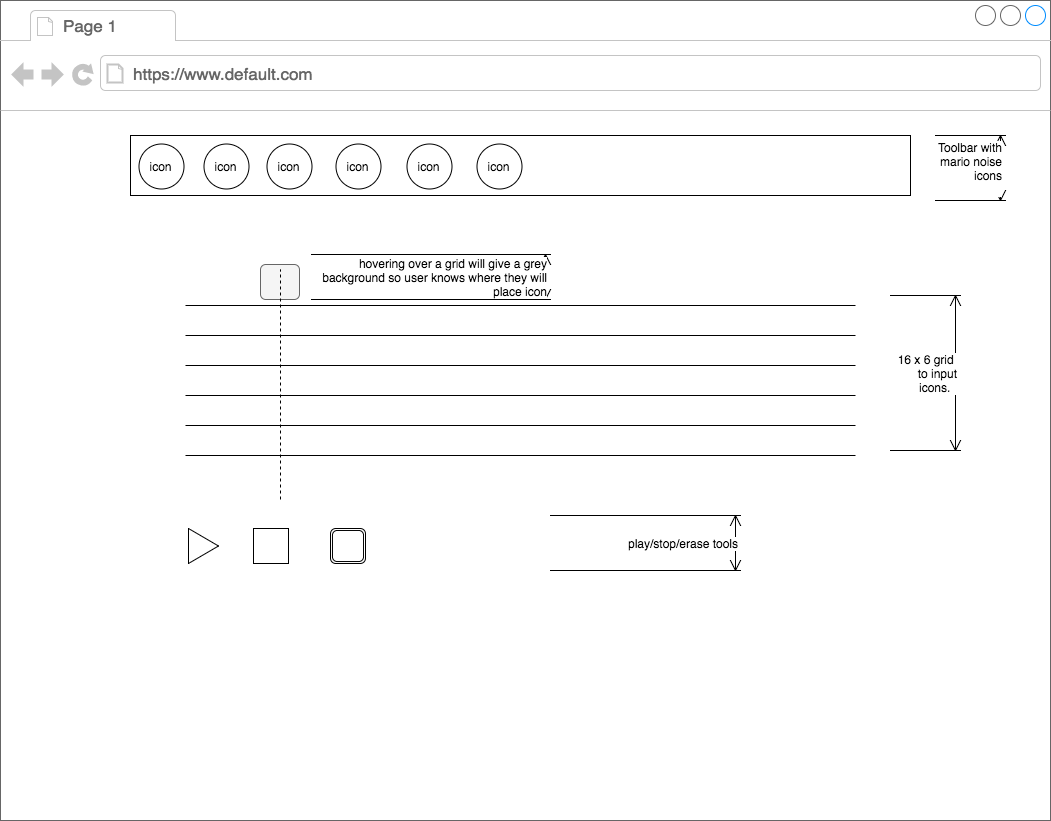 Page 1
https://www.default.com
icon icon icon icon icon icon
Toolbar with
mario noise
icons
hovering over a grid will give a grey
background so user knows where they will
place icon
16 x 6 grid
to input
icons.
play/stop/erase tools